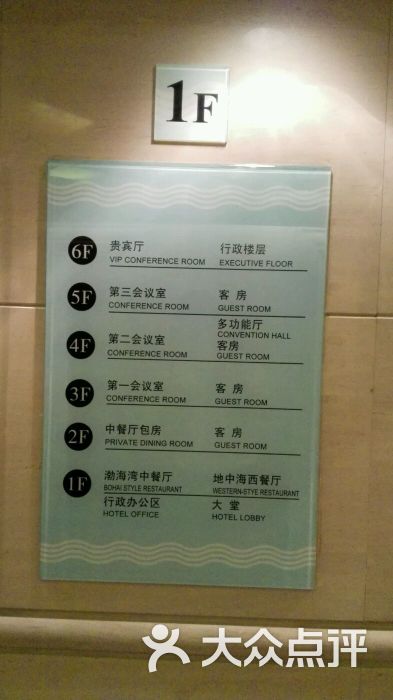 1F
6F 贵宾厅 行政楼层
VIP CONFERENCE ROOM EXECUTIVE FLOOR
5F 第三会议室 客 房
CONFERENCE ROOM GUEST ROOM
多功能厅
CONVENTION HALL
4F 第二会议室 客房
CONFERENCE ROOM GUEST ROOM
3F 第一会议室 客 房
CONFERENCE ROOM GUEST ROOM
2F 中餐厅包房 客 房
PRIVATE DINING ROOM GUEST ROOM
1F 渤海湾中餐厅 地中海西餐厅
BOHAI STYLE RESTAURANT WESTERN-STYE RESTAURANT
行政办公区 大 堂
HOTEL OFFICE HOTEL LOBBY
大众点评